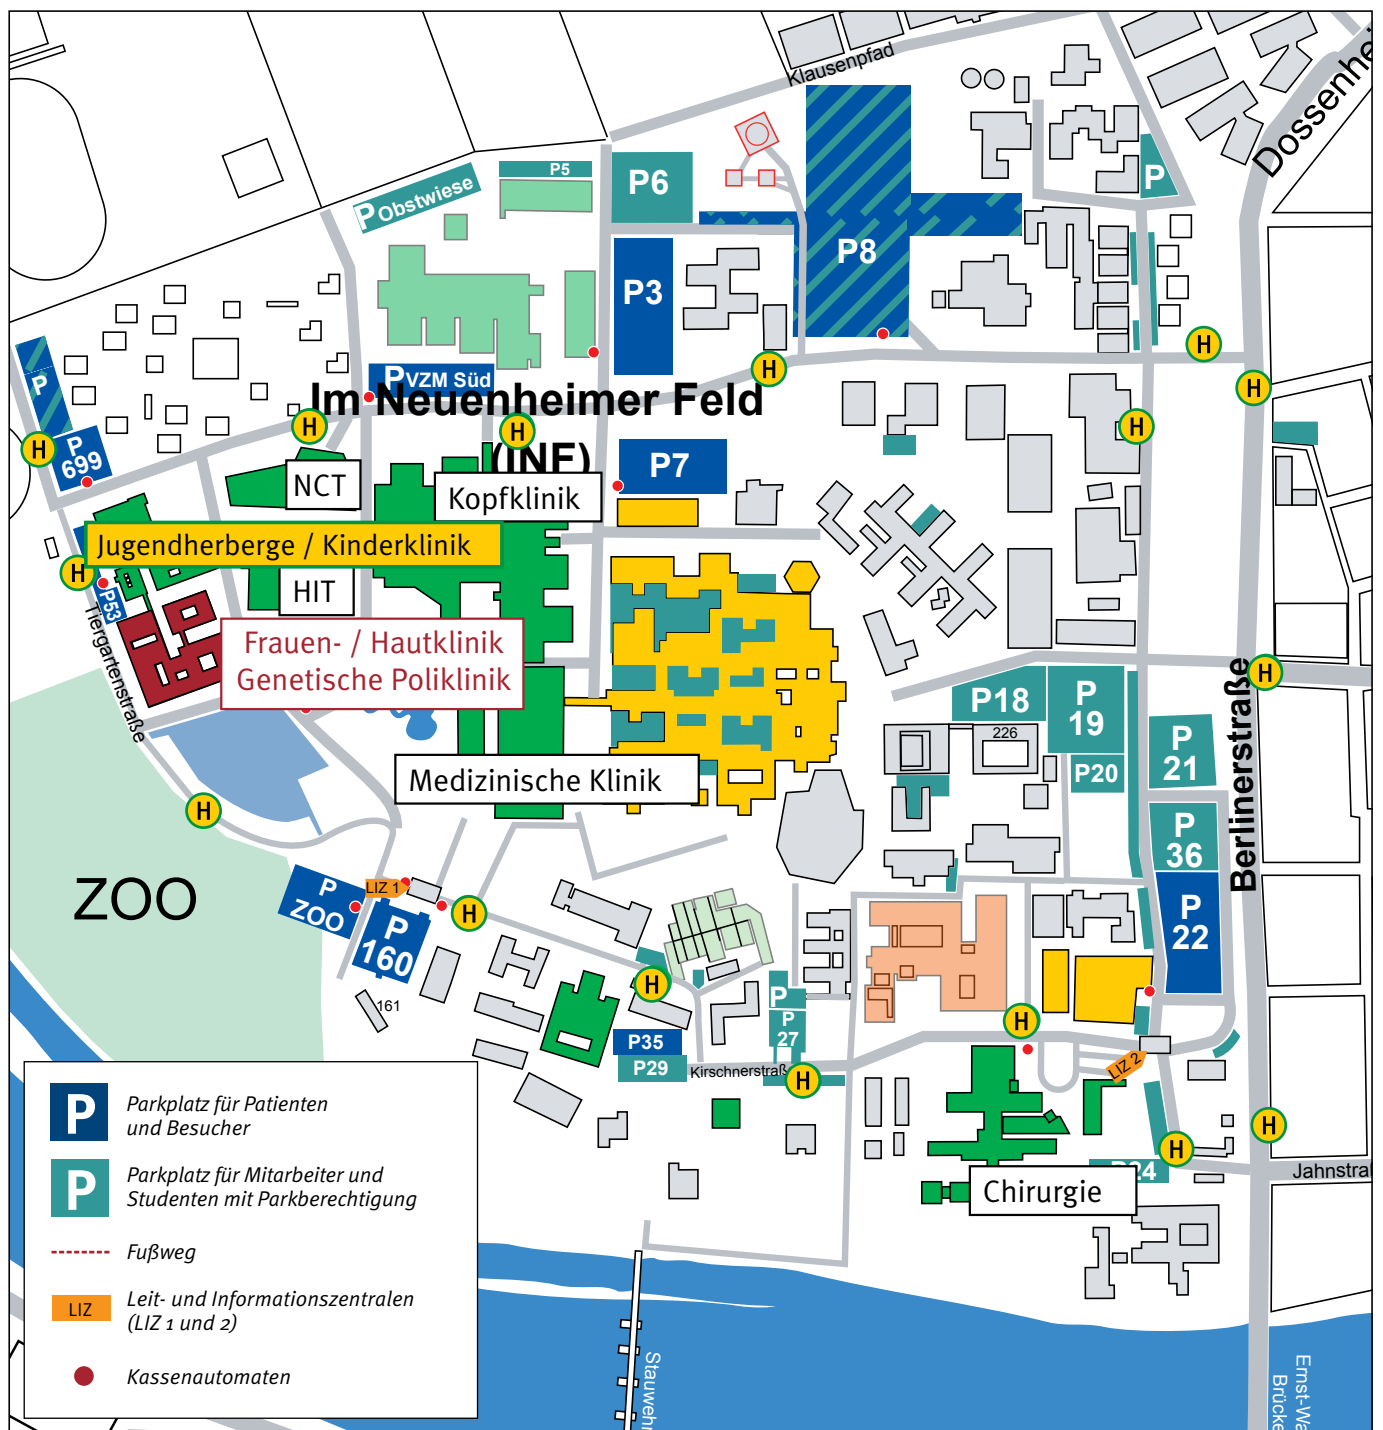 Klausenpfad
Dossenhei
P Obstwiese
P5
P6
P
P8
P3
P
P VZM Süd
Im Neuenheimer Feld
(INF)
H
H
H
H
H
H
H
P
699
P7
NCT
Kopfklinik
Jugendherberge / Kinderklinik
H
HIT
P53
Tiergartenstraße
Frauen- / Hautklinik
Genetische Poliklinik
Medizinische Klinik
H
P18
226
P
19
P20
P
21
P
36
P
22
H
Berlinerstraße
ZOO
P
ZOO
LIZ 1
P
160
161
H
H
P35
P29
P
P
27
Kirschnerstraß
H
H
LIZ 2
H
H
24
Jahnstra
Chirurgie
P
Parkplatz für Patienten
und Besucher
P
Parkplatz für Mitarbeiter und
Studenten mit Parkberechtigung
Fußweg
LIZ
Leit- und Informationszentralen
(LIZ 1 und 2)
Kassenautomaten
Stauwehr
Ernst-Wa
Brücke